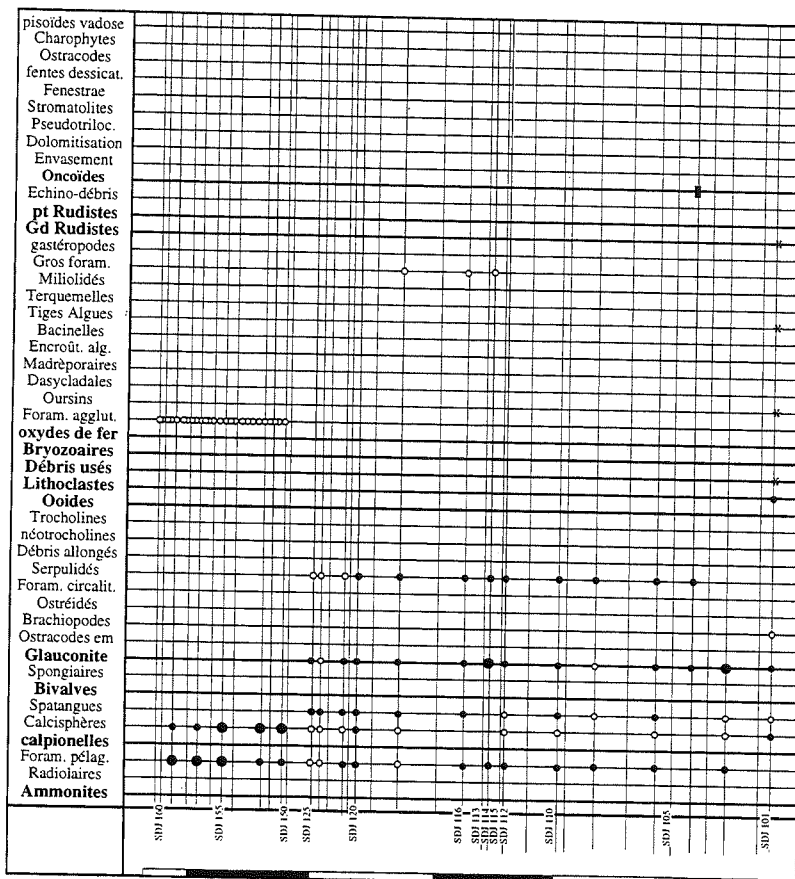 pisoïdes vadose
Charophytes
Ostracodes
fentes dessicat.
Fenestrae
Stromatolites
Pseudotriloc.
Dolomitisation
Envasement
Oncoïdes
Echino-débris
pt Rudistes
Gd Rudistes
gastéropodes
Gros foram.
Miliolidés
Terquemelles
Tiges Algues
Bacinelles
Encroût. alg.
Madrèporaires
Dasycladales
Oursins
Foram. agglut.
oxydes de fer
Bryozoaires
Débris usés
Lithoclastes
Ooides
Trocholines
néotrocholines
Débris allongés
Serpulidés
Foram. circalit.
Ostréidés
Brachiopodes
Ostracodes em
Glauconite
Spongiaires
Bivalves
Spatangues
Calcisphères
calpionelles
Foram. pélag.
Radiolaires
Ammonites
SDJ 160
SDJ 155
SDJ 150
SDJ 125
SDJ 120
SDJ 116
SDJ 115
SDJ 114
SDJ 113
SDJ 112
SDJ 110
SDJ 105
SDJ 101